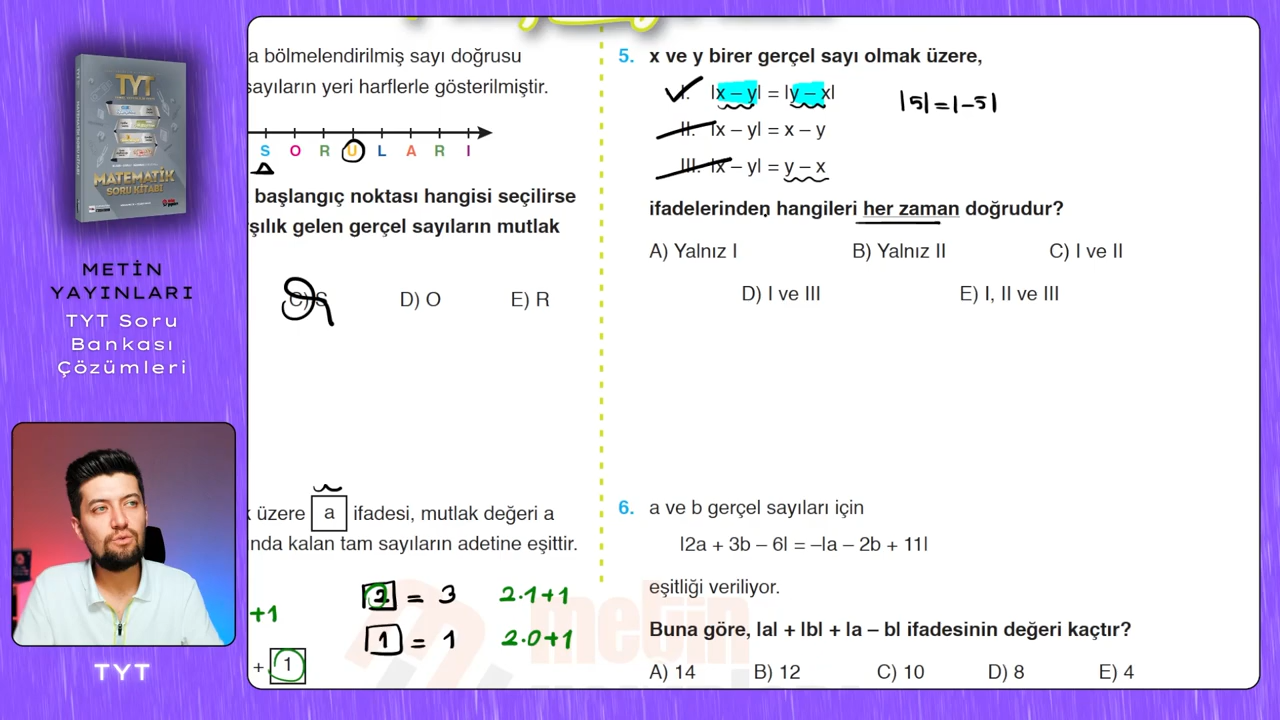 TYT
MATEMATİK
SORU KİTABI
METİN
YAYINLARI
TYT Soru
Bankası
Çözümleri
TYT
a bölmelendirilmiş sayı doğrusu
sayıların yeri harflerle gösterilmiştir.
S O R U L A R I
başlangıç noktası hangisi seçilirse
şılık gelen gerçel sayıların mutlak
C) S D) O E) R
üzere a ifadesi, mutlak değeri a
nda kalan tam sayıların adetine eşittir.
2 = 3 2·1+1
+1
1 = 1 2·0+1
+ 1
5. x ve y birer gerçel sayı olmak üzere,
I. |x – y| = |y – x| |5|=|-5|
II. |x – y| = x – y
III. |x – y| = y – x
ifadelerinden hangileri her zaman doğrudur?
A) Yalnız I B) Yalnız II C) I ve II
D) I ve III E) I, II ve III
6. a ve b gerçel sayıları için
|2a + 3b – 6| = –|a – 2b + 11|
eşitliği veriliyor.
Buna göre, |a| + |b| + |a – b| ifadesinin değeri kaçtır?
A) 14 B) 12 C) 10 D) 8 E) 4
metin